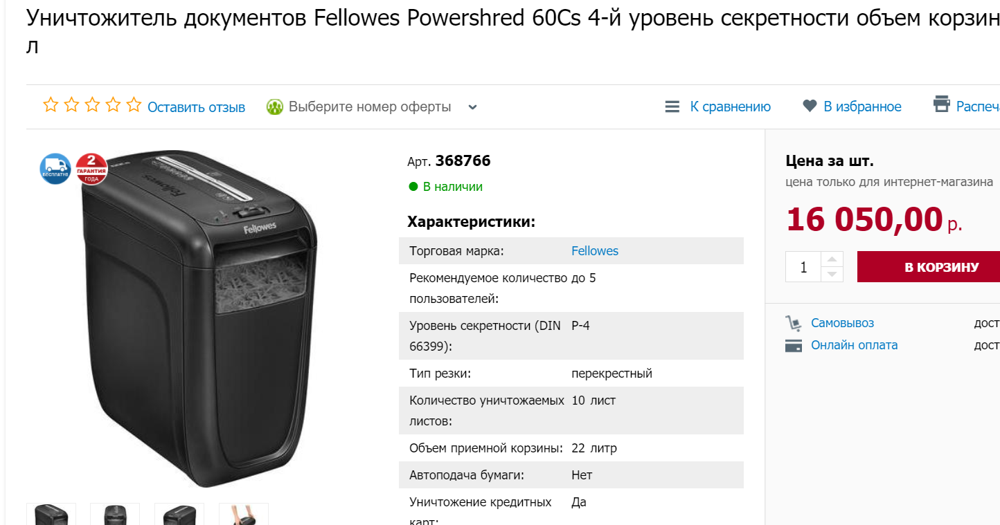 Уничтожитель документов Fellowes Powershred 60Cs 4-й уровень секретности объем корзин
л
Оставить отзыв
Выберите номер оферты
К сравнению
В избранное
Распеч
БЕСПЛАТНО
2
ГАРАНТИЯ
ГОДА
Fellowes
Fellowes
Арт. 368766
В наличии
Характеристики:
Торговая марка: Fellowes
Рекомендуемое количество до 5
пользователей:
Уровень секретности (DIN P-4
66399):
Тип резки: перекрестный
Количество уничтожаемых 10 лист
листов:
Объем приемной корзины: 22 литр
Автоподача бумаги: Нет
Уничтожение кредитных Да
карт:
Цена за шт.
цена только для интернет-магазина
16 050,00 р.
1
В КОРЗИНУ
Самовывоз дост
Онлайн оплата дост